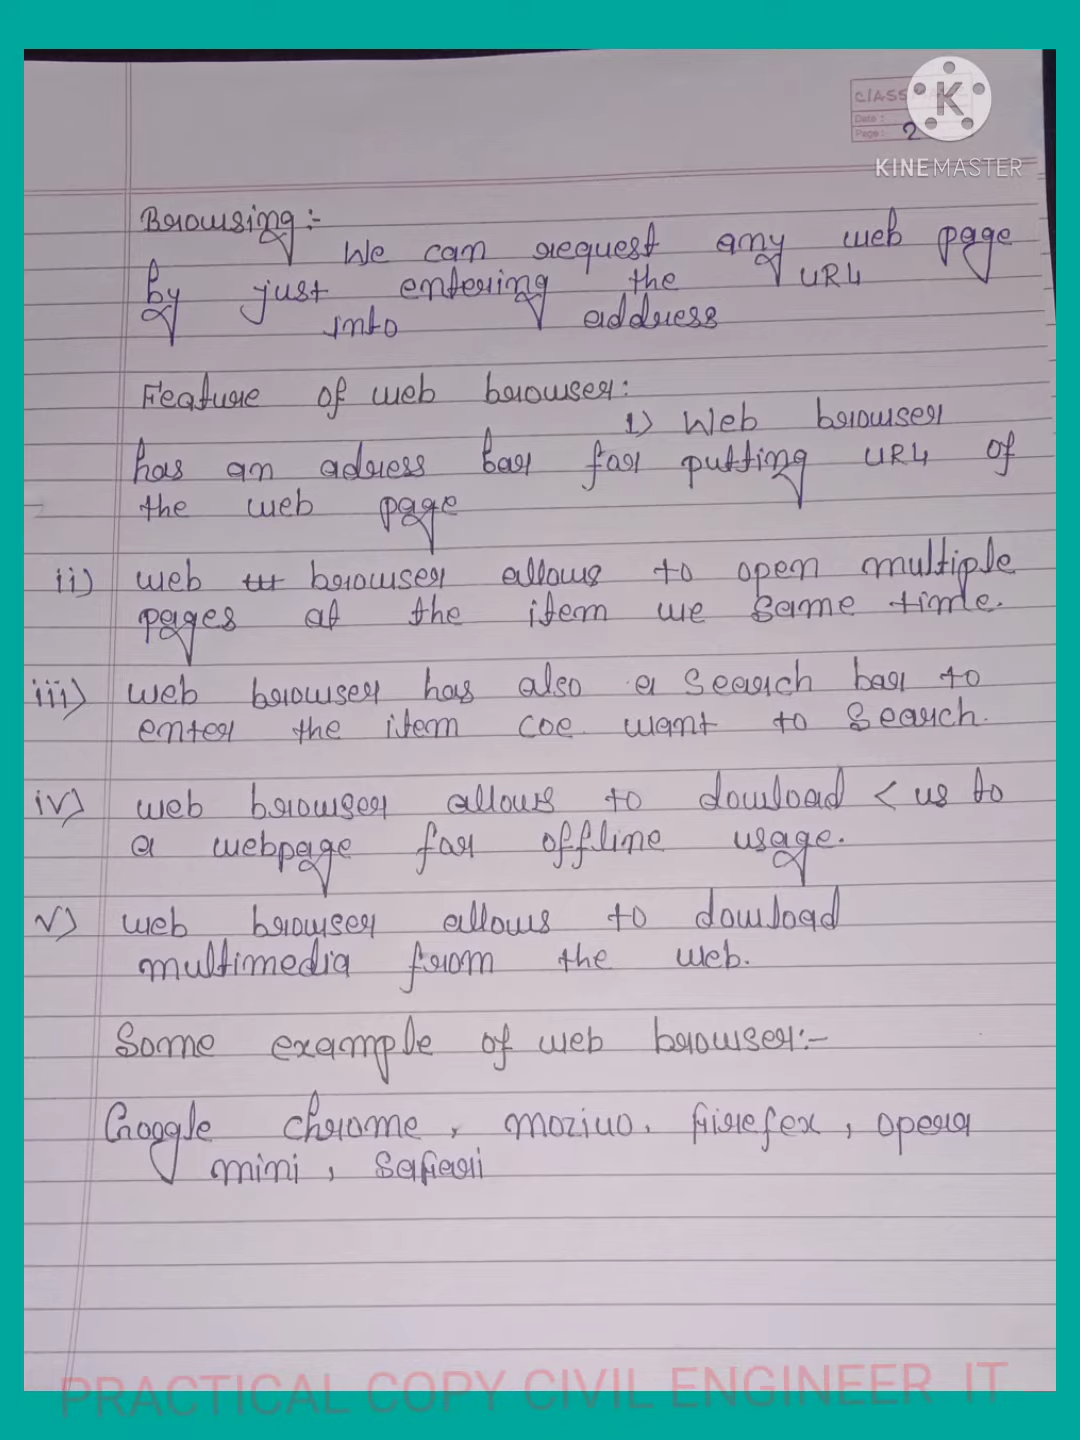 classmate
Date :
Page : 2
KINEMASTER
Browsing :-
We can request any web page
by just entering the URL
into address
Feature of web browser :
1) Web browser
has an adress bar for putting URL of
the web page
ii) web browser allows to open multiple
pages at the item we same time.
iii) web browser has also a search bar to
enter the item coe want to search.
iv) web browser allows to dowload < us to
a webpage for offline usage.
v) web browser allows to dowload
multimedia from the web.
Some example of web browser :-
Google chrome, firefex, opera
mini, safari
PRACTICAL COPY CIVIL ENGINEER IT